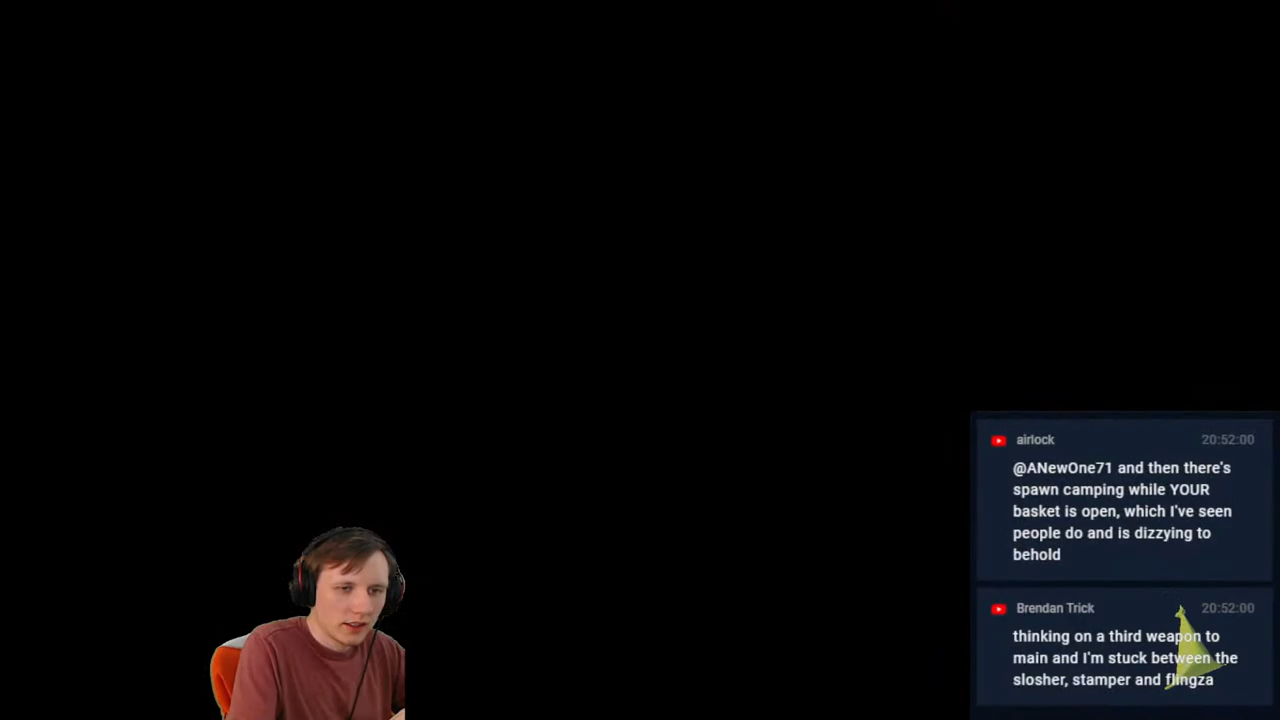 airlock 20:52:00
@ANewOne71 and then there's
spawn camping while YOUR
basket is open, which I've seen
people do and is dizzying to
behold
Brendan Trick 20:52:00
thinking on a third weapon to
main and I'm stuck between the
slosher, stamper and flingza